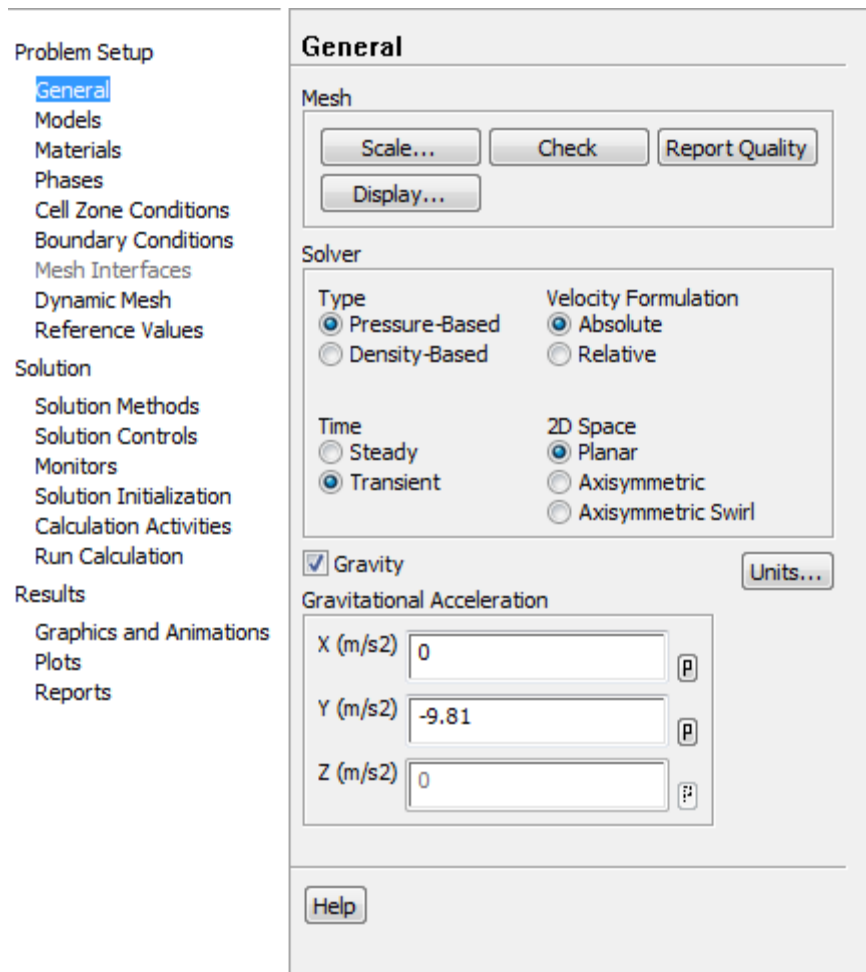 Problem Setup
General
Models
Materials
Phases
Cell Zone Conditions
Boundary Conditions
Mesh Interfaces
Dynamic Mesh
Reference Values
Solution
Solution Methods
Solution Controls
Monitors
Solution Initialization
Calculation Activities
Run Calculation
Results
Graphics and Animations
Plots
Reports
General
Mesh
Scale... Check Report Quality
Display...
Solver
Type Velocity Formulation
Pressure-Based Absolute
Density-Based Relative
Time 2D Space
Steady Planar
Transient Axisymmetric
Axisymmetric Swirl
Gravity Units...
Gravitational Acceleration
X (m/s2) 0 P
Y (m/s2) -9.81 P
Z (m/s2) 0 P
Help